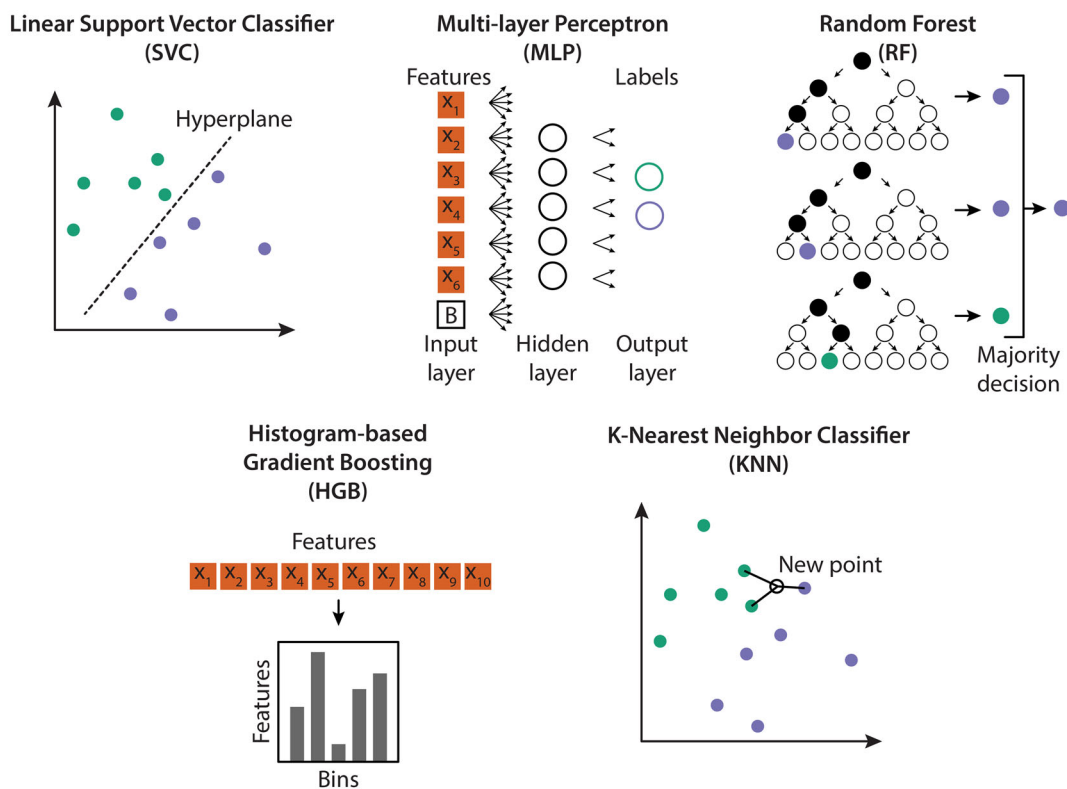 Linear Support Vector Classifier
(SVC)
Hyperplane
Multi-layer Perceptron
(MLP)
Features
Labels
X1
X2
X3
X4
X5
X6
B
Input
layer
Hidden
layer
Output
layer
Random Forest
(RF)
Majority
decision
Histogram-based
Gradient Boosting
(HGB)
Features
X1 X2 X3 X4 X5 X6 X7 X8 X9 X10
Features
Bins
K-Nearest Neighbor Classifier
(KNN)
New point